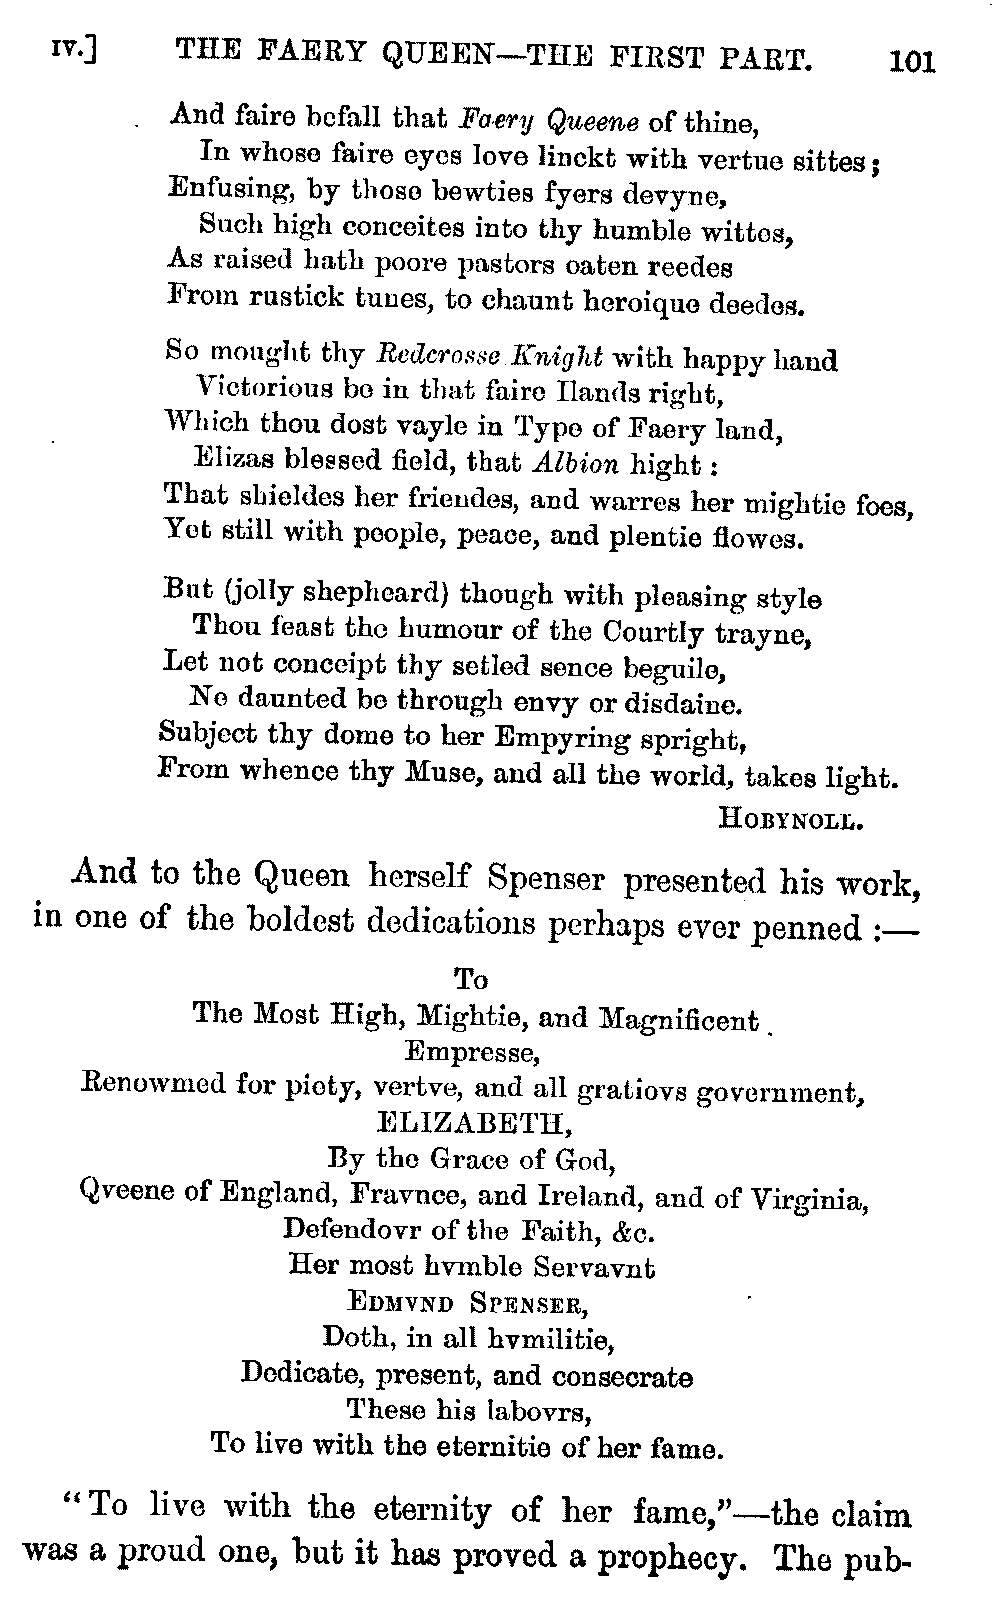 IV.] THE FAERY QUEEN—THE FIRST PART. 101
And faire befall that Faery Queene of thine,
In whose faire eyes love linckt with vertue sittes;
Enfusing, by those bewties fyers devyne,
Such high conceites into thy humble wittes,
As raised hath poore pastors oaten reedes
From rustick tunes, to chaunt heroique deedes.
So mought thy Redcrosse Knight with happy hand
Victorious be in that faire Ilands right,
Which thou dost vayle in Type of Faery land,
Elizas blessed field, that Albion hight:
That shieldes her friendes, and warres her mightie foes,
Yet still with people, peace, and plentie flowes.
But (jolly shepheard) though with pleasing style
Thou feast the humour of the Courtly trayne,
Let not conceipt thy setled sence beguile,
Ne daunted be through envy or disdaine.
Subject thy dome to her Empyring spright,
From whence thy Muse, and all the world, takes light.
HOBYNOLL.
And to the Queen herself Spenser presented his work,
in one of the boldest dedications perhaps ever penned :—
To
The Most High, Mightie, and Magnificent
Empresse,
Renowmed for piety, vertve, and all gratiovs government,
ELIZABETH,
By the Grace of God,
Qveene of England, Fravnce, and Ireland, and of Virginia,
Defendovr of the Faith, &c.
Her most hvmble Servavnt
EDMVND SPENSER,
Doth, in all hvmilitie,
Dedicate, present, and consecrate
These his labovrs,
To live with the eternitie of her fame.
"To live with the eternity of her fame,"—the claim
was a proud one, but it has proved a prophecy. The pub-